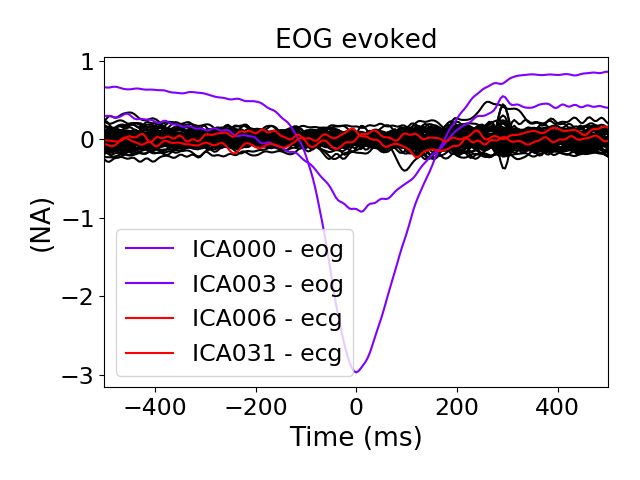 EOG evoked
1
0
−1
−2
−3
(NA)
ICA000 - eog
ICA003 - eog
ICA006 - ecg
ICA031 - ecg
−400 −200 0 200 400
Time (ms)